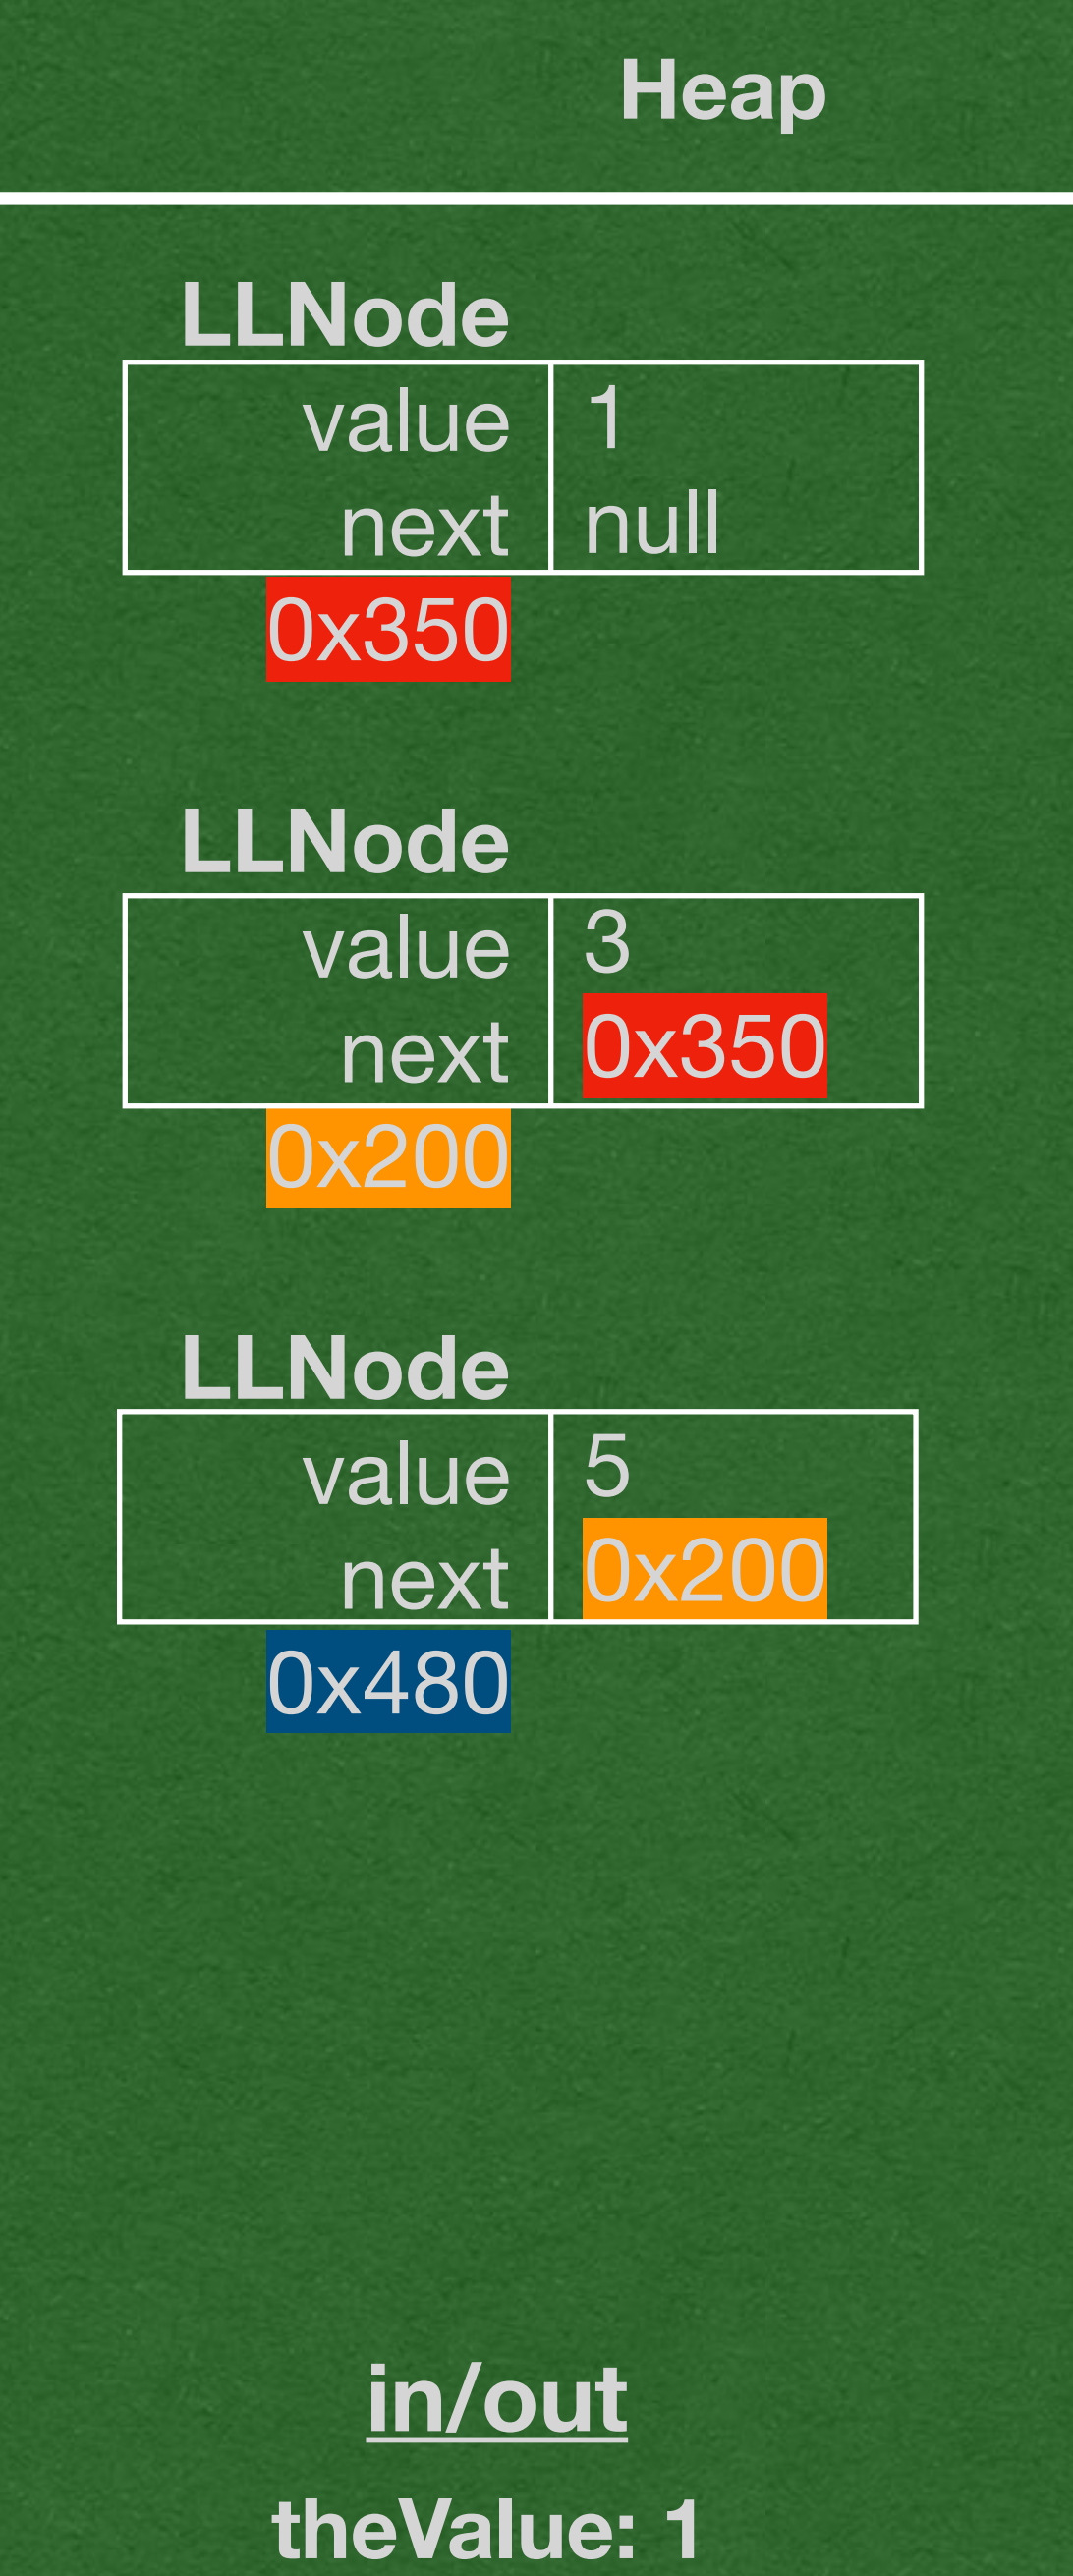 Heap
LLNode
value 1
next null
0x350
LLNode
value 3
next 0x350
0x200
LLNode
value 5
next 0x200
0x480
in/out
theValue: 1